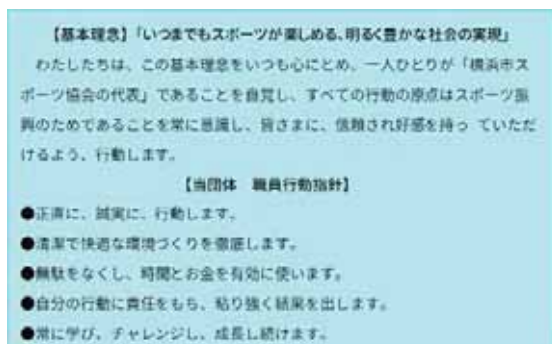 【基本理念】「いつまでもスポーツが楽しめる、明るく豊かな社会の実現」
わたしたちは、この基本理念をいつも心にとめ、一人ひとりが「横浜市ス
ポーツ協会の代表」であることを自覚し、すべての行動の原点はスポーツ振
興のためであることを常に意識し、皆さまに、信頼され好感を持っ ていただ
けるよう、行動します。
【当団体　職員行動指針】
●正直に、誠実に、行動します。
●清潔で快適な環境づくりを徹底します。
●無駄をなくし、時間とお金を有効に使います。
●自分の行動に責任をもち、粘り強く結果を出します。
●常に学び、チャレンジし、成長し続けます。